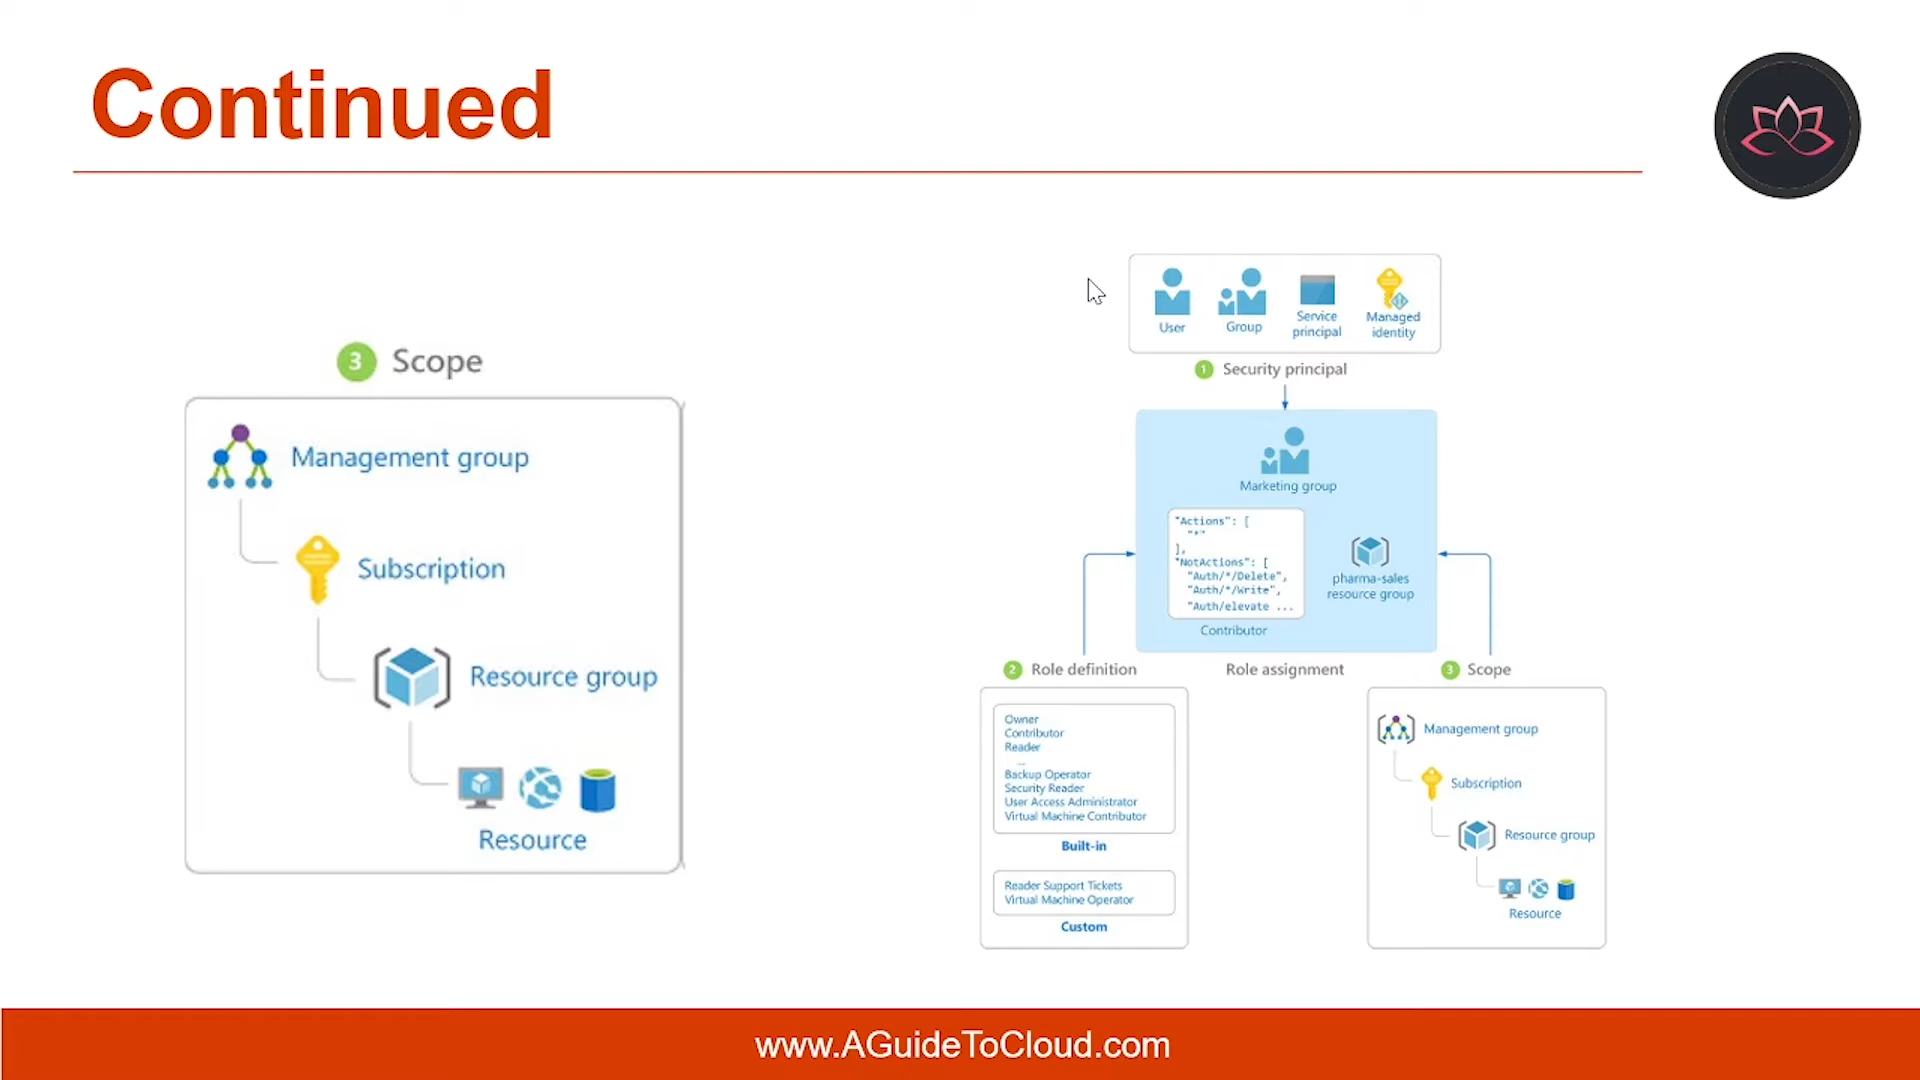 Continued
3 Scope
Management group
Subscription
Resource group
Resource
User
Group
Service
principal
Managed
identity
1 Security principal
Marketing group
"Actions": [
"*"
],
"NotActions": [
"Auth/*/Delete",
"Auth/*/Write",
"Auth/elevate ...
Contributor
pharma-sales
resource group
2 Role definition
Role assignment
3 Scope
Owner
Contributor
Reader
...
Backup Operator
Security Reader
User Access Administrator
Virtual Machine Contributor
Built-in
Reader Support Tickets
Virtual Machine Operator
Custom
Management group
Subscription
Resource group
Resource
www.AGuideToCloud.com